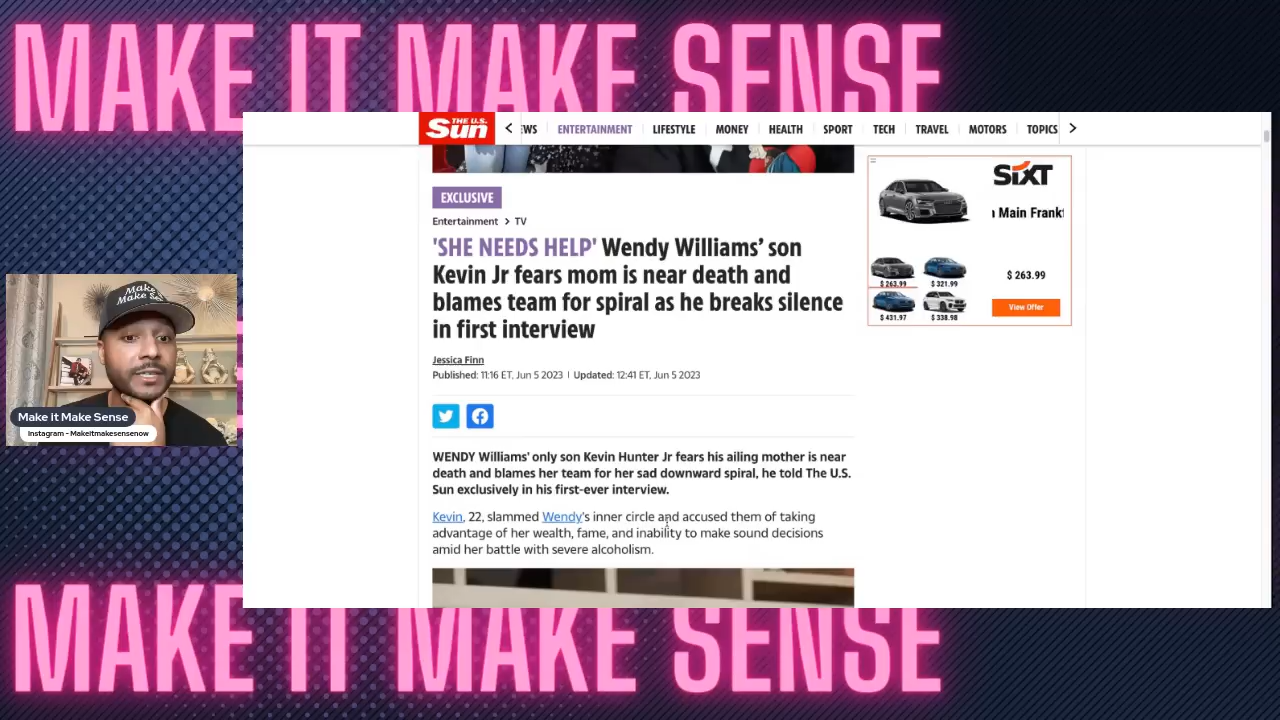 MAKE IT MAKE SENSE
THE U.S.
Sun
EWS
ENTERTAINMENT
LIFESTYLE
MONEY
HEALTH
SPORT
TECH
TRAVEL
MOTORS
TOPICS
EXCLUSIVE
Entertainment > TV
'SHE NEEDS HELP' Wendy Williams' son
Kevin Jr fears mom is near death and
blames team for spiral as he breaks silence
in first interview
Jessica Finn
Published: 11:16 ET, Jun 5 2023 | Updated: 12:41 ET, Jun 5 2023
WENDY Williams' only son Kevin Hunter Jr fears his ailing mother is near
death and blames her team for her sad downward spiral, he told The U.S.
Sun exclusively in his first-ever interview.
Kevin, 22, slammed Wendy's inner circle and accused them of taking
advantage of her wealth, fame, and inability to make sound decisions
amid her battle with severe alcoholism.
SiXT
Main Frankf
$ 263.99
$ 321.99
$ 431.97
$ 338.98
$ 263.99
View Offer
Make
Make Se
Make it Make Sense
Instagram - Makeitmakesensenow
MAKE IT MAKE SENSE